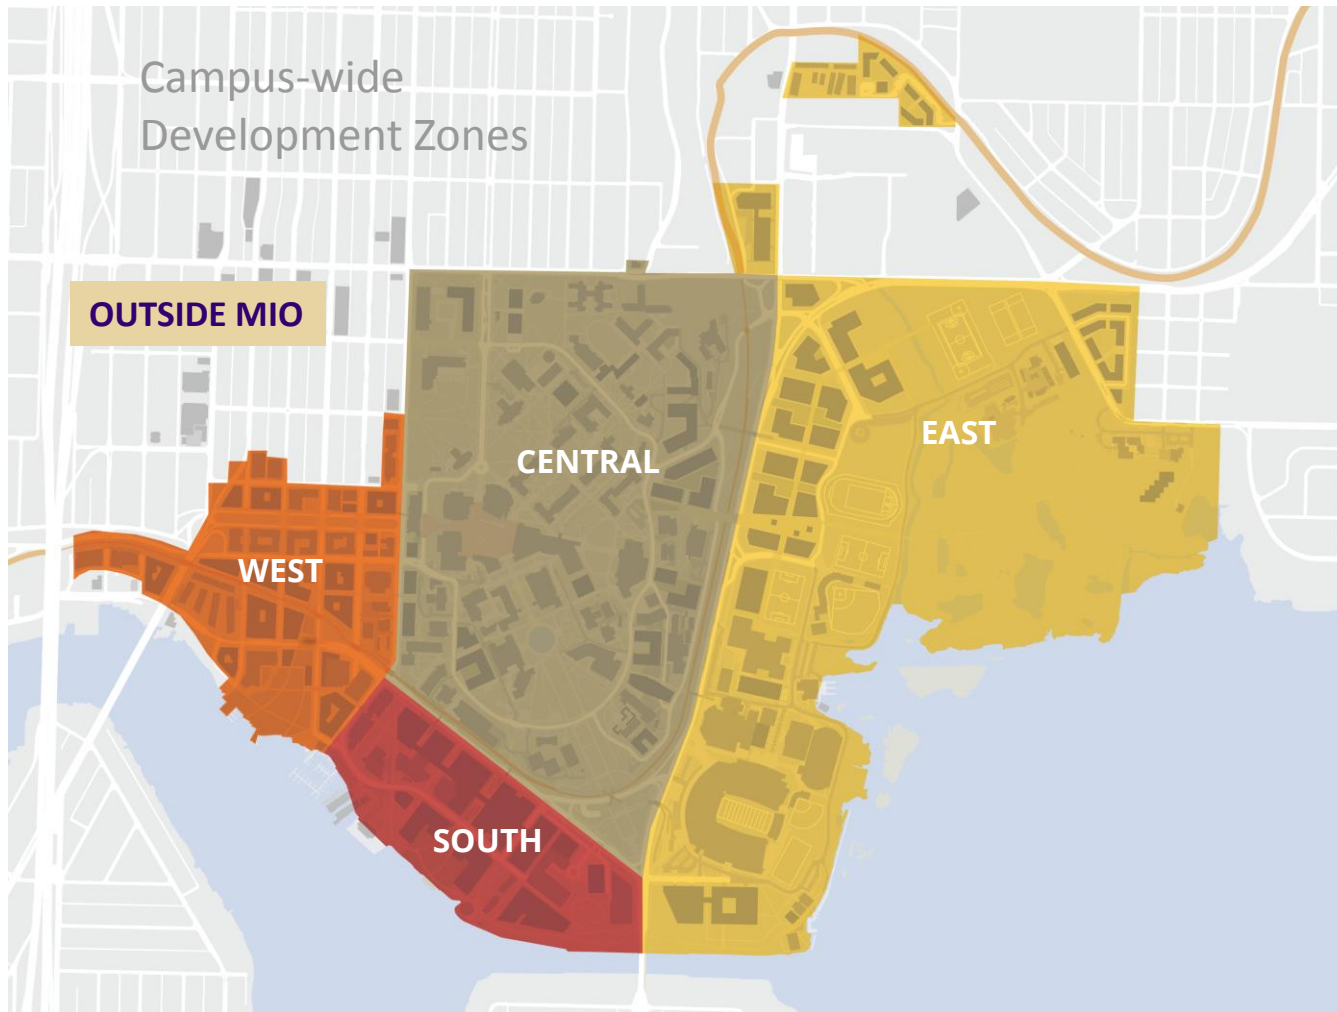 Campus-wide
Development Zones
OUTSIDE MIO
EAST
CENTRAL
WEST
SOUTH